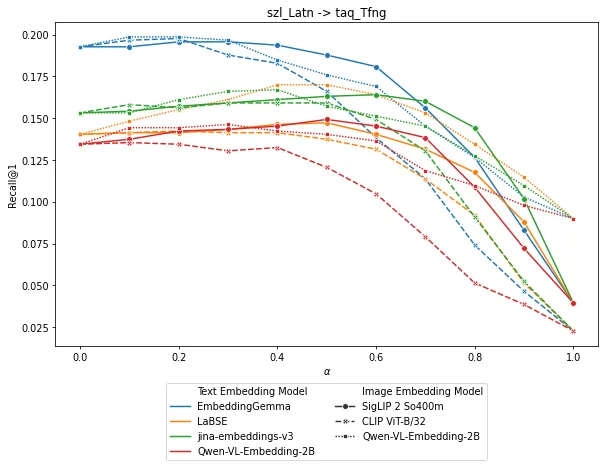 szl_Latn -> taq_Tfng
Recall@1
0.200
0.175
0.150
0.125
0.100
0.075
0.050
0.025
0.0 0.2 0.4 0.6 0.8 1.0
α
Text Embedding Model
EmbeddingGemma
LaBSE
jina-embeddings-v3
Qwen-VL-Embedding-2B
Image Embedding Model
SigLIP 2 So400m
CLIP ViT-B/32
Qwen-VL-Embedding-2B